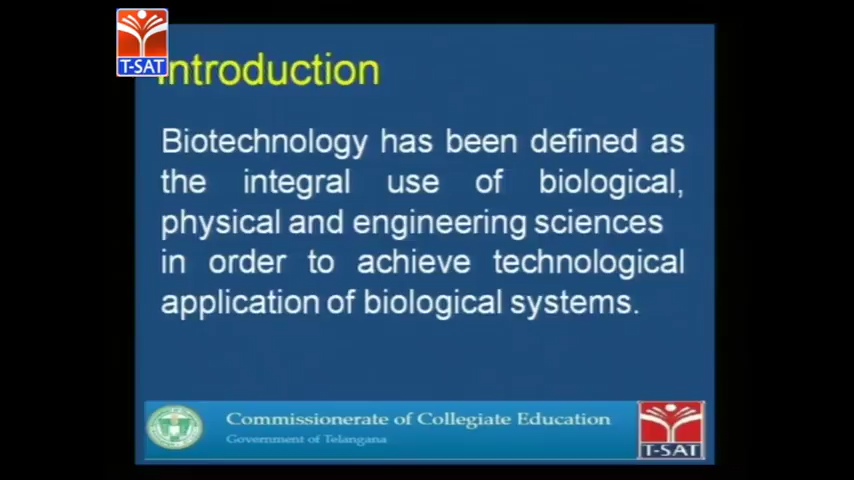 T-SAT
Introduction
Biotechnology has been defined as
the integral use of biological,
physical and engineering sciences
in order to achieve technological
application of biological systems.
Commissionerate of Collegiate Education
Government of Telangana
T-SAT